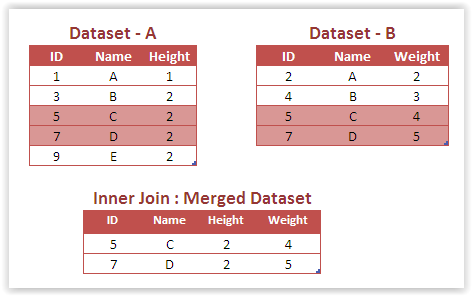 Dataset - A
ID Name Height
1 A 1
3 B 2
5 C 2
7 D 2
9 E 2
Dataset - B
ID Name Weight
2 A 2
4 B 3
5 C 4
7 D 5
Inner Join : Merged Dataset
ID Name Height Weight
5 C 2 4
7 D 2 5